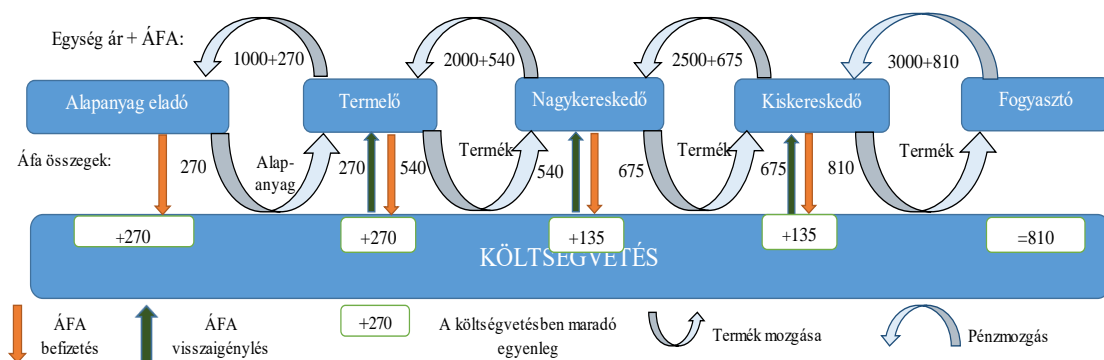 Egység ár + ÁFA:
1000+270
2000+540
2500+675
3000+810
Alapanyag eladó
Termelő
Nagykereskedő
Kiskereskedő
Fogyasztó
Áfa összegek:
270
Alap-
anyag
270
540
Termék
540
675
Termék
675
810
Termék
+270
+270
+135
+135
=810
KÖLTSÉGVETÉS
ÁFA
befizetés
ÁFA
visszaigénylés
+270
A költségvetésben maradó
egyenleg
Termék mozgása
Pénzmozgás